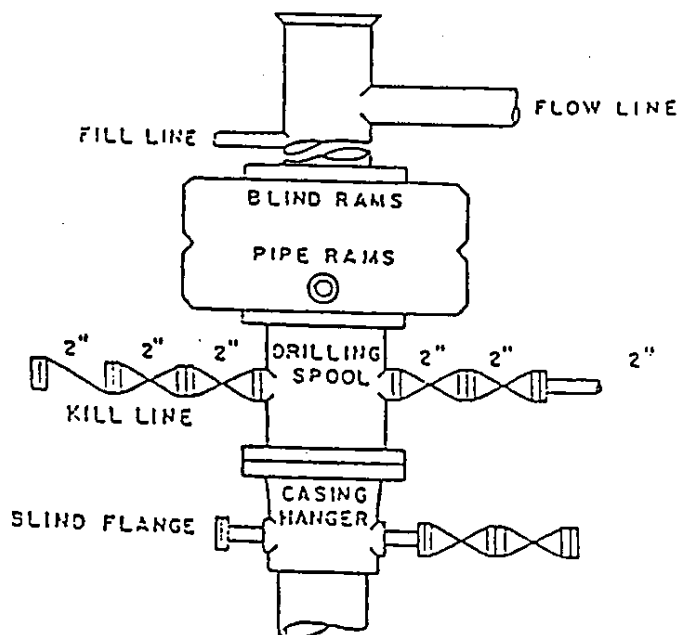 FLOW LINE
FILL LINE
BLIND RAMS
PIPE RAMS
2" 2" 2" DRILLING 2" 2" 2"
SPOOL
KILL LINE
CASING
BLIND FLANGE HANGER